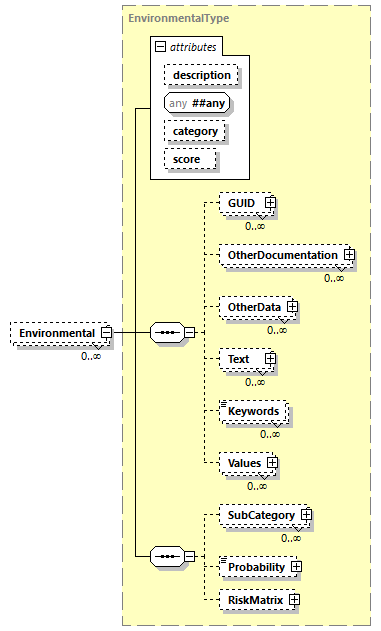 EnvironmentalType
attributes
description
any ##any
category
score
GUID
0..∞
OtherDocumentation
0..∞
OtherData
0..∞
Environmental
0..∞
Text
0..∞
Keywords
0..∞
Values
0..∞
SubCategory
0..∞
Probability
RiskMatrix